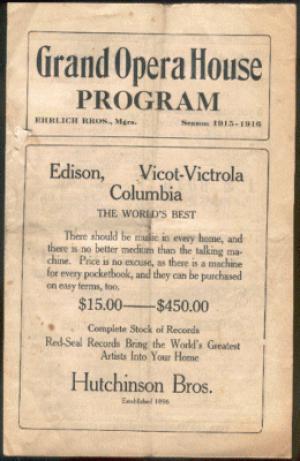 Grand Opera House
PROGRAM
EHRLICH BROS., Mgrs. Season 1915-1916
Edison, Vicot-Victrola
Columbia
THE WORLD'S BEST
There should be music in every home, and
there is no better medium than the talking ma-
chine. Price is no excuse, as there is a machine
for every pocketbook, and they can be purchased
on easy terms, too.
$15.00—$450.00
Complete Stock of Records
Red-Seal Records Bring the World's Greatest
Artists Into Your Home
Hutchinson Bros.
Established 1896